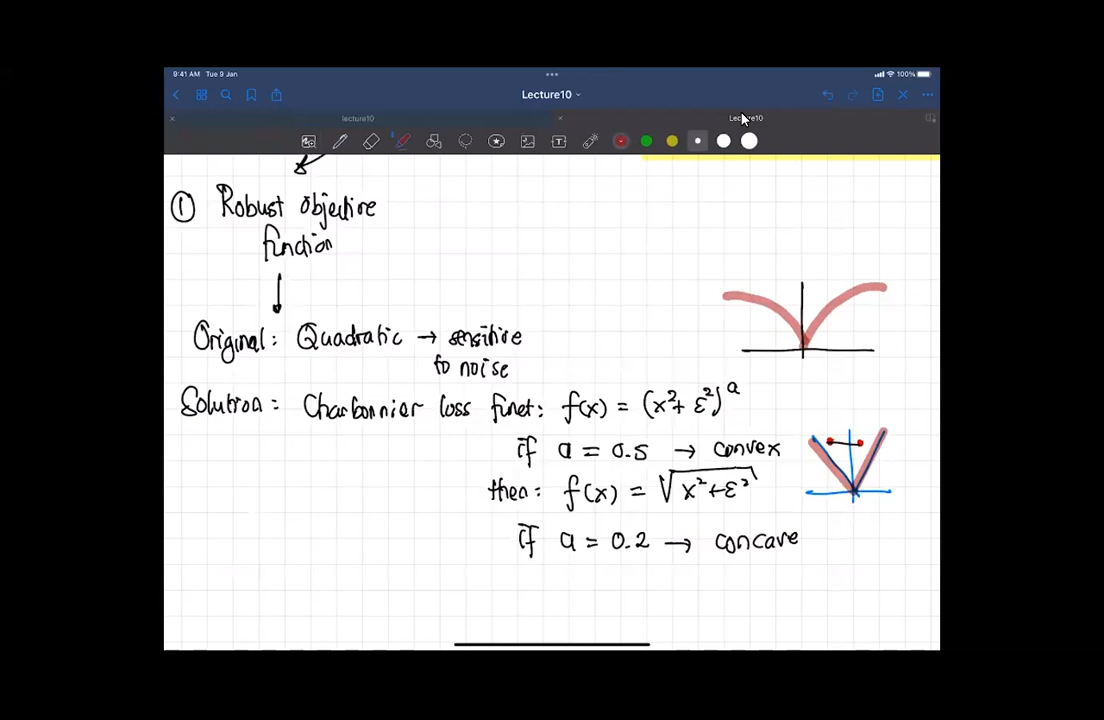 9:41 AM Tue 9 Jan
100%
Lecture10
lecture10
Lecture10
① Robust objective
function
Original: Quadratic → sensitive
to noise
Solution: Charbonnier loss funct: f(x) = (x²+ ε²)ᵃ
if a = 0.5 → convex
then: f(x) = √x²+ε²
if a = 0.2 → concave